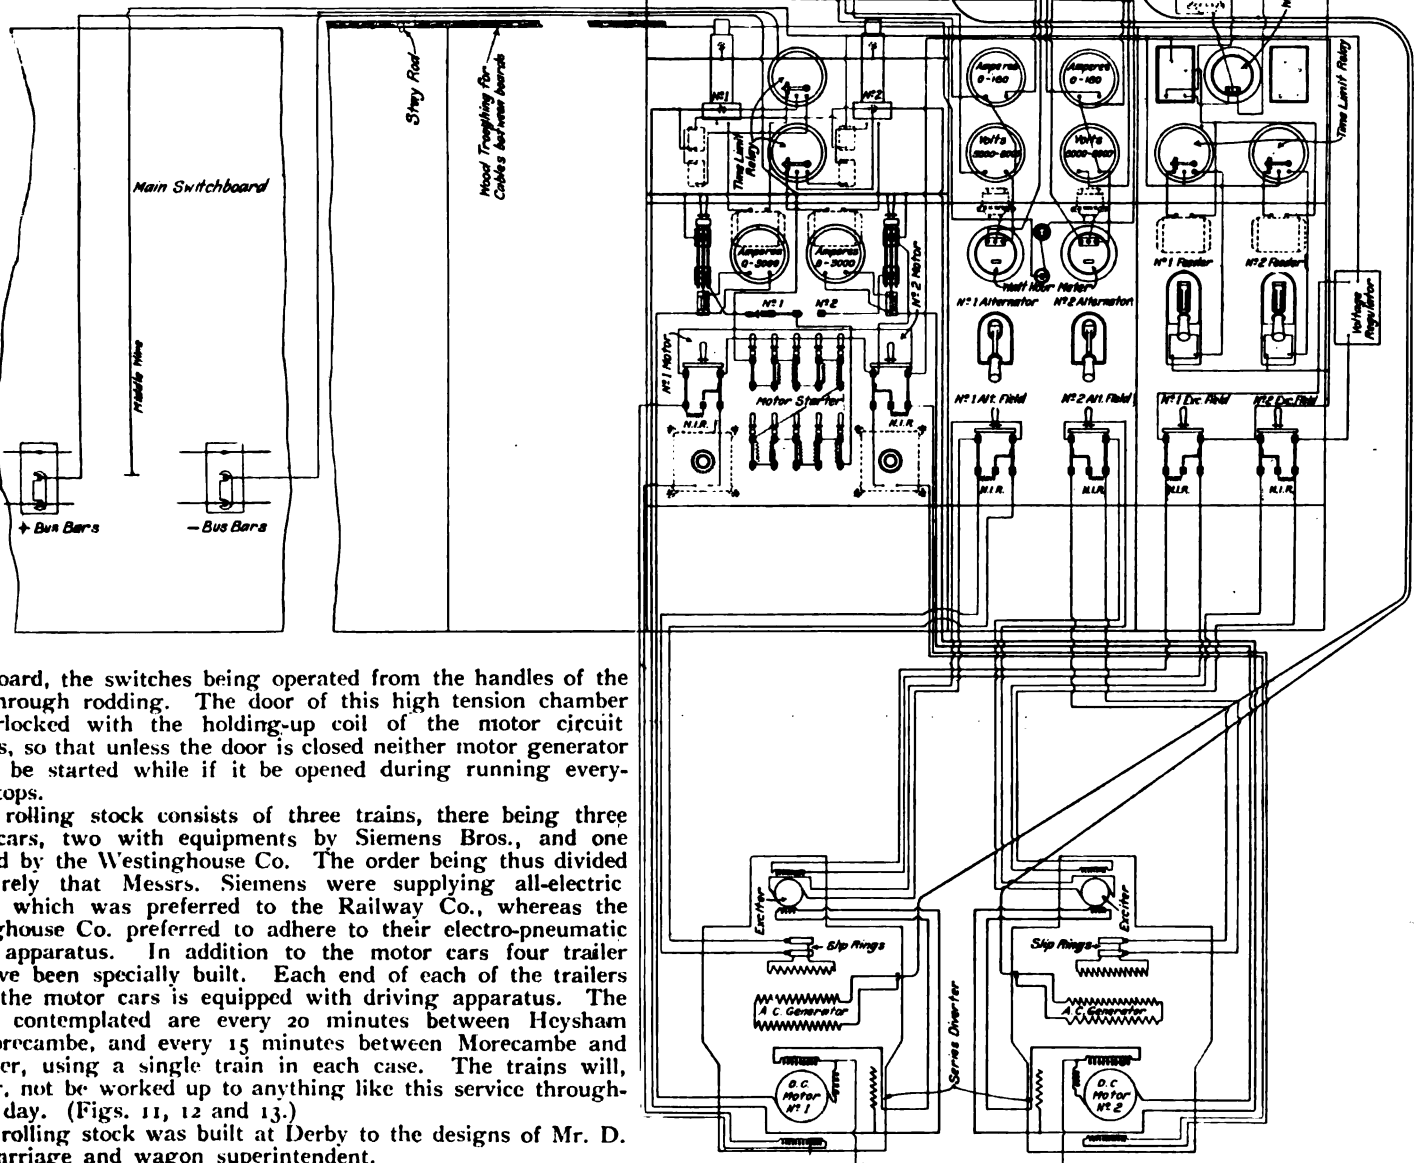 Main Switchboard
Stay Rod
Wood Troughing for
Cables between boards
Middle Wire
+ Bus Bars
- Bus Bars
Nº1
Nº2
Time Limit
Relay
Amperes
0-3000
Amperes
0-3000
Nº1
Nº2
Nº 2 Motor
Nº 1 Motor
Motor Starter
N.I.R.
N.I.R.
Amperes
0-160
Amperes
0-160
Volts
Volts
Watt Hour Meter
Nº1 Alternator
Nº2 Alternator
Time Limit Relay
Nº1 Feeder
Nº2 Feeder
Voltage
Regulator
Nº1 Alt. Field
Nº2 Alt. Field
Nº1 Exc. Field
Nº2 Exc. Field
N.I.R.
N.I.R.
N.I.R.
N.I.R.
oard, the switches being operated from the handles of the
hrough rodding. The door of this high tension chamber
rlocked with the holding-up coil of the motor circuit
s, so that unless the door is closed neither motor generator
be started while if it be opened during running every-
tops.
rolling stock consists of three trains, there being three
cars, two with equipments by Siemens Bros., and one
d by the Westinghouse Co. The order being thus divided
rely that Messrs. Siemens were supplying all-electric
which was preferred to the Railway Co., whereas the
ghouse Co. preferred to adhere to their electro-pneumatic
apparatus. In addition to the motor cars four trailer
ve been specially built. Each end of each of the trailers
the motor cars is equipped with driving apparatus. The
contemplated are every 20 minutes between Heysham
orecambe, and every 15 minutes between Morecambe and
er, using a single train in each case. The trains will,
r, not be worked up to anything like this service through-
day. (Figs. 11, 12 and 13.)
rolling stock was built at Derby to the designs of Mr. D.
arriage and wagon superintendent.
Exciter
Slip Rings
A.C. Generator
D.C.
Motor
Nº 1
Series Diverter
Exciter
Slip Rings
A.C. Generator
D.C
Motor
Nº 2